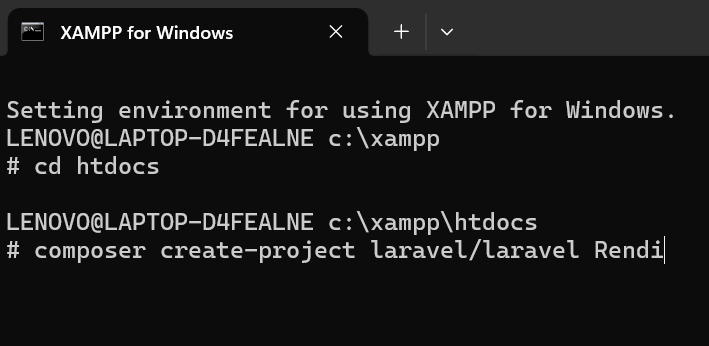 XAMPP for Windows
Setting environment for using XAMPP for Windows.
LENOVO@LAPTOP-D4FEALNE c:\xampp
# cd htdocs
LENOVO@LAPTOP-D4FEALNE c:\xampp\htdocs
# composer create-project laravel/laravel Rendi